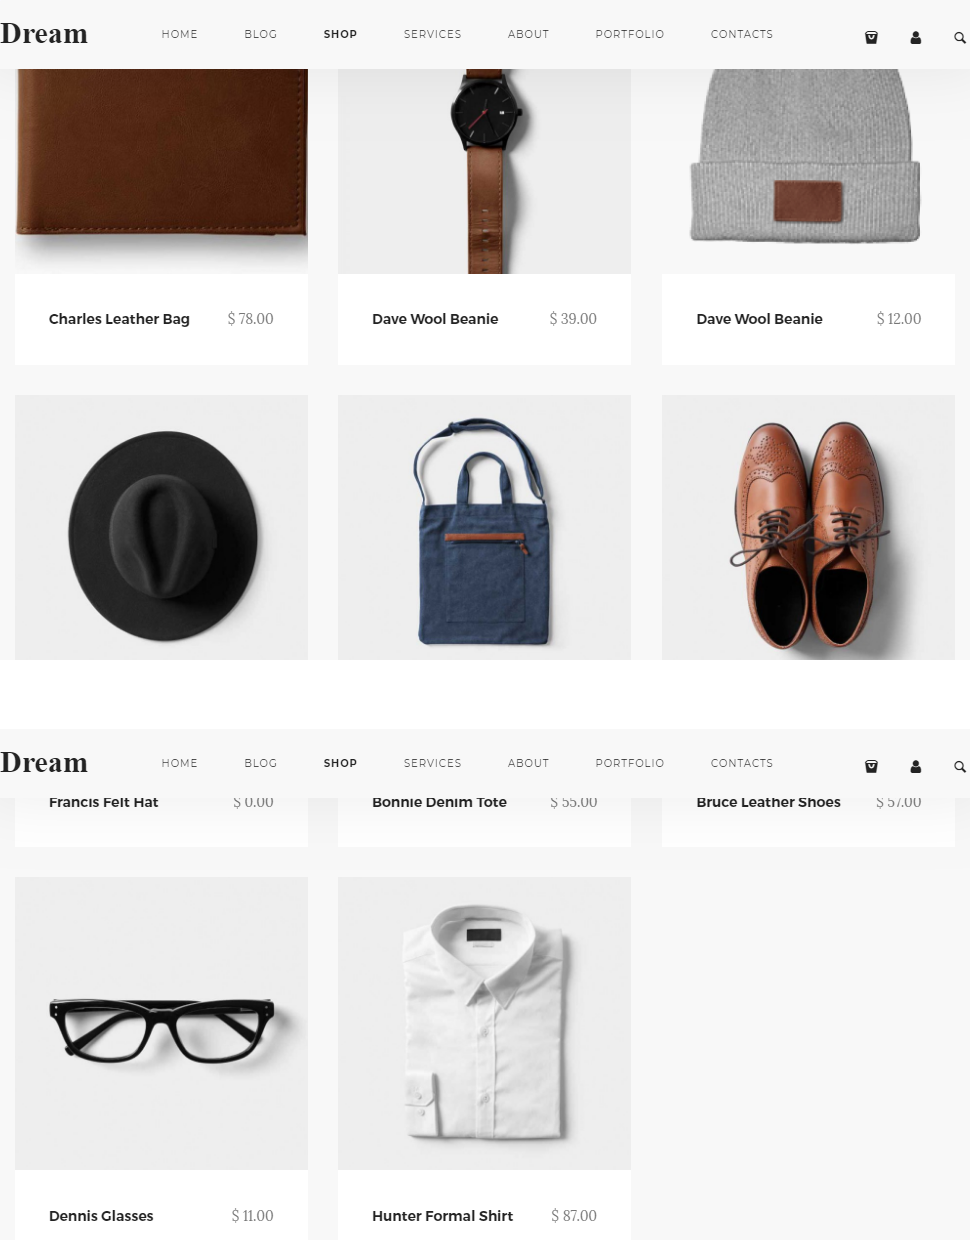 Dream HOME BLOG SHOP SERVICES ABOUT PORTFOLIO CONTACTS
Charles Leather Bag $ 78.00 Dave Wool Beanie $ 39.00 Dave Wool Beanie $ 12.00
Dream HOME BLOG SHOP SERVICES ABOUT PORTFOLIO CONTACTS
Francis Felt Hat $ 0.00 Bonnie Denim Tote $ 55.00 Bruce Leather Shoes $ 57.00
Dennis Glasses $ 11.00 Hunter Formal Shirt $ 87.00